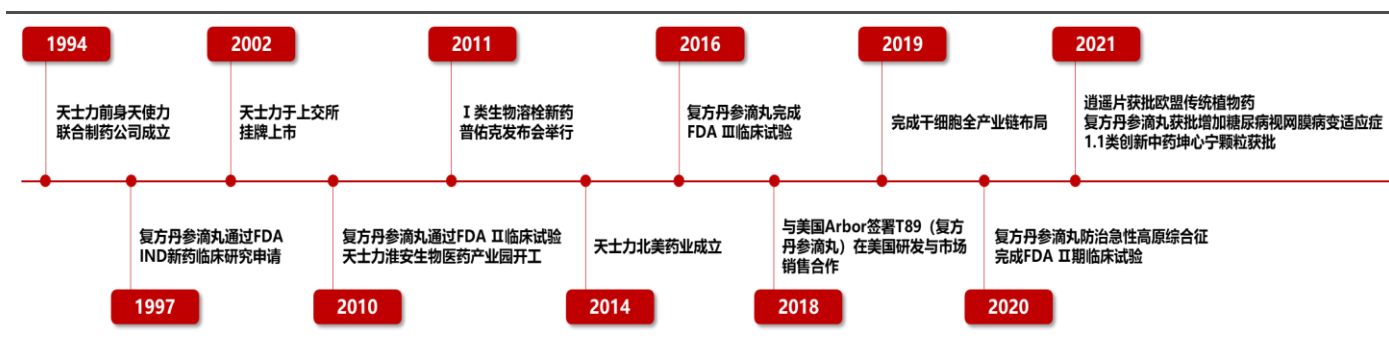 1994
天士力前身天使力
联合制药公司成立
2002
天士力于上交所
挂牌上市
2011
Ⅰ类生物溶栓新药
普佑克发布会举行
2016
复方丹参滴丸完成
FDA Ⅲ临床试验
2019
完成干细胞全产业链布局
2021
逍遥片获批欧盟传统植物药
复方丹参滴丸获批增加糖尿病视网膜病变适应症
1.1类创新中药坤心宁颗粒获批
复方丹参滴丸通过FDA
IND新药临床研究申请
1997
复方丹参滴丸通过FDA Ⅱ临床试验
天士力淮安生物医药产业园开工
2010
天士力北美药业成立
2014
与美国Arbor签署T89（复方
丹参滴丸）在美国研发与市场
销售合作
2018
复方丹参滴丸防治急性高原综合征
完成FDA Ⅱ期临床试验
2020